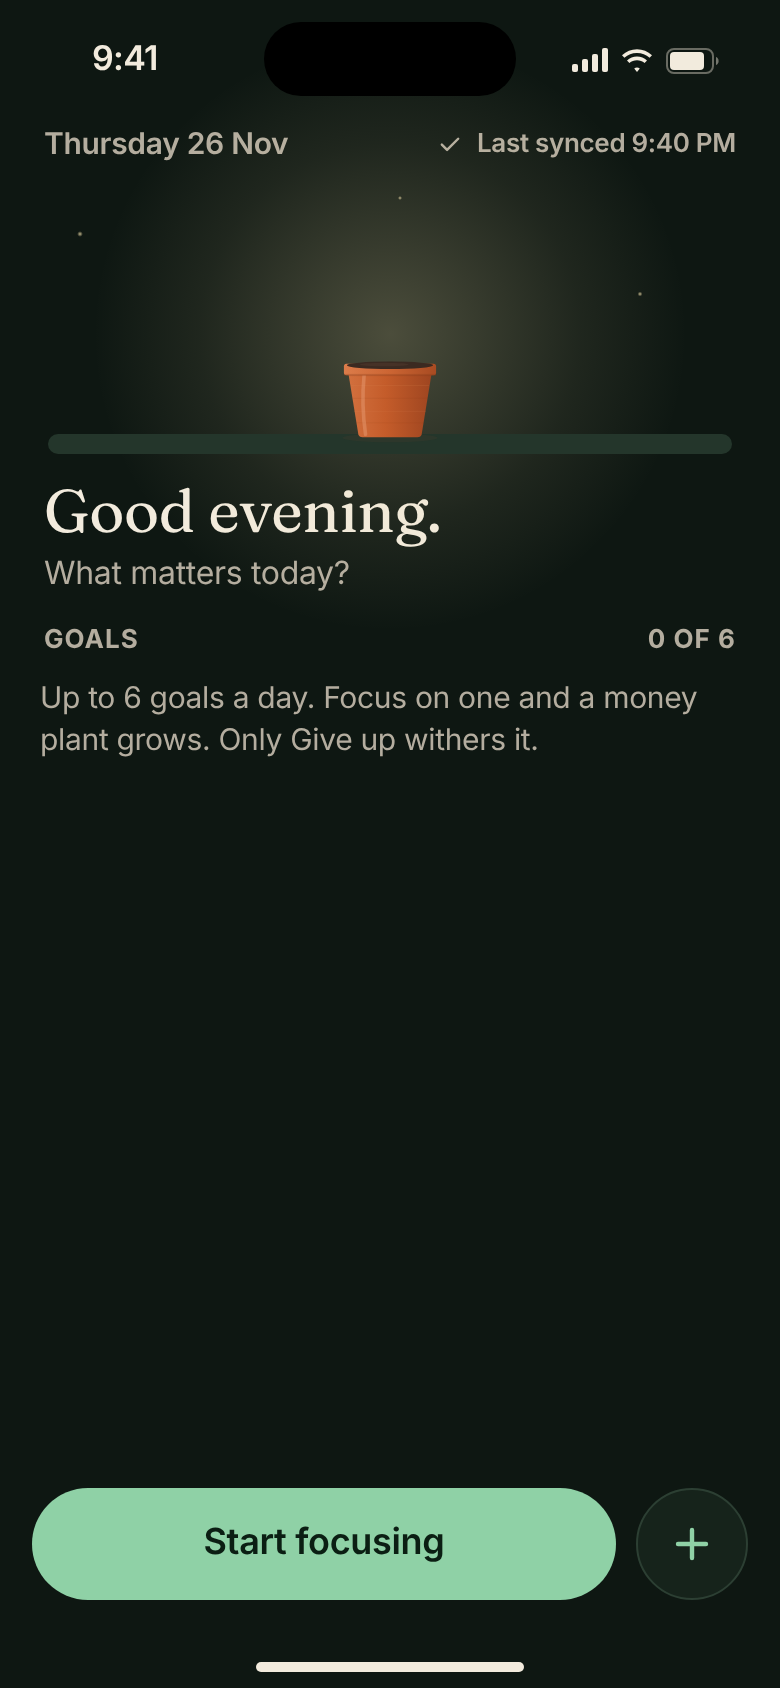 9:41
Thursday 26 Nov
Last synced 9:40 PM
Good evening.
What matters today?
GOALS
0 OF 6
Up to 6 goals a day. Focus on one and a money
plant grows. Only Give up withers it.
Start focusing